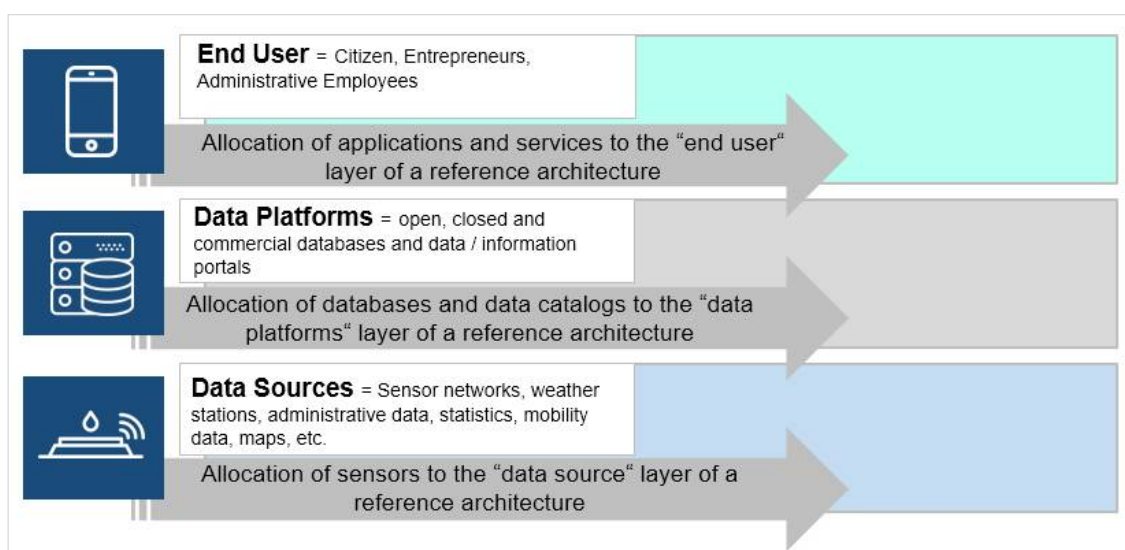 End User = Citizen, Entrepreneurs,
Administrative Employees
Allocation of applications and services to the “end user“
layer of a reference architecture
Data Platforms = open, closed and
commercial databases and data / information
portals
Allocation of databases and data catalogs to the “data
platforms“ layer of a reference architecture
Data Sources = Sensor networks, weather
stations, administrative data, statistics, mobility
data, maps, etc.
Allocation of sensors to the “data source“ layer of a
reference architecture